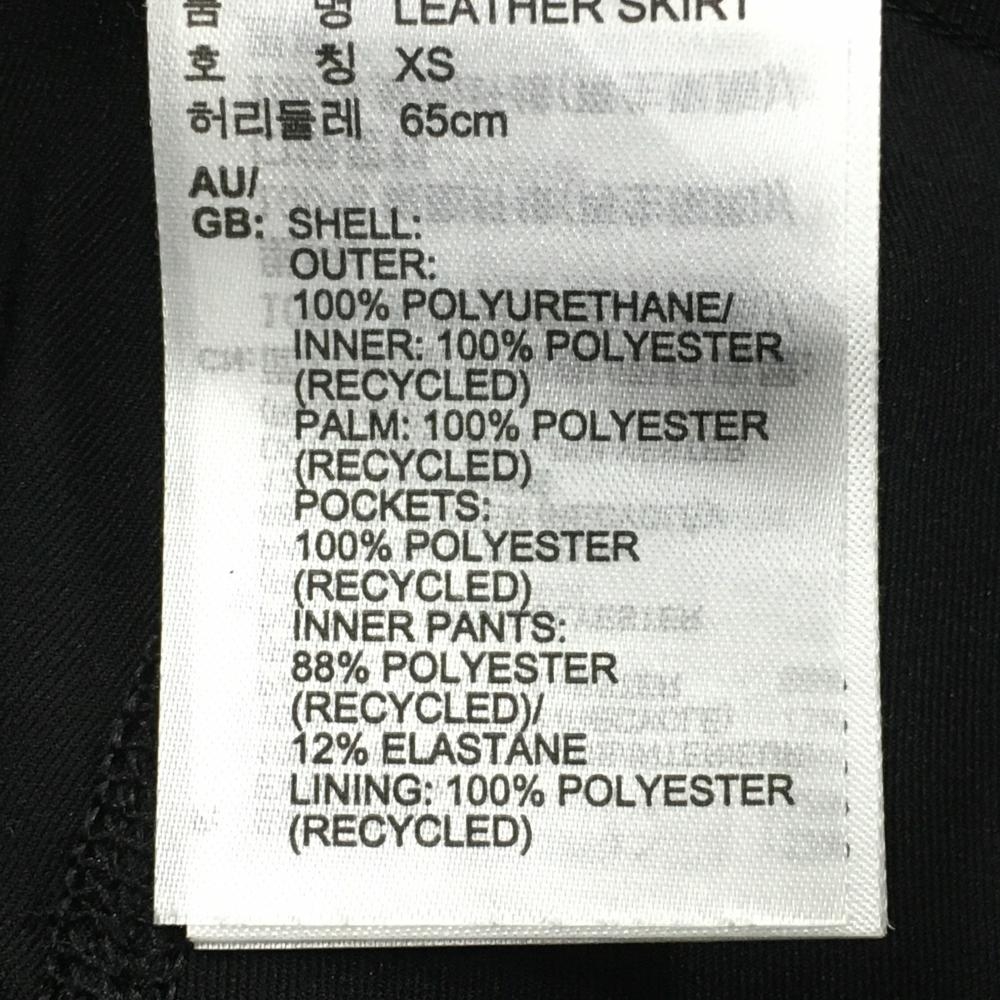 품 명 LEATHER SKIRT
호 칭 XS
허리둘레 65cm
AU/
GB: SHELL:
OUTER:
100% POLYURETHANE/
INNER: 100% POLYESTER
(RECYCLED)
PALM: 100% POLYESTER
(RECYCLED)
POCKETS:
100% POLYESTER
(RECYCLED)
INNER PANTS:
88% POLYESTER
(RECYCLED)/
12% ELASTANE
LINING: 100% POLYESTER
(RECYCLED)